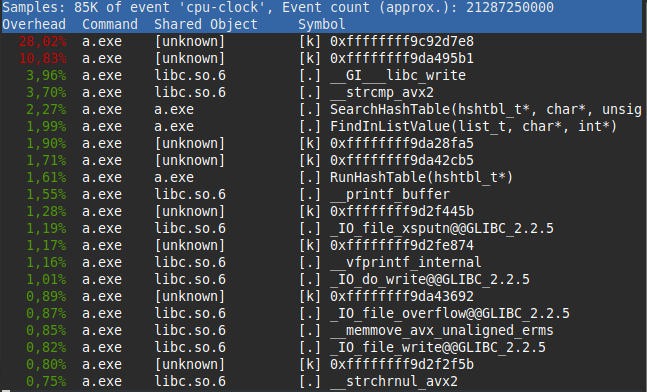 Samples: 85K of event 'cpu-clock', Event count (approx.): 21287250000
Overhead  Command  Shared Object      Symbol
28,02%  a.exe    [unknown]          [k] 0xffffffff9c92d7e8
10,83%  a.exe    [unknown]          [k] 0xffffffff9da495b1
3,96%  a.exe    libc.so.6          [.] __GI___libc_write
3,70%  a.exe    libc.so.6          [.] __strcmp_avx2
2,27%  a.exe    a.exe              [.] SearchHashTable(hshtbl_t*, char*, unsig
1,99%  a.exe    a.exe              [.] FindInListValue(list_t, char*, int*)
1,90%  a.exe    [unknown]          [k] 0xffffffff9da28fa5
1,71%  a.exe    [unknown]          [k] 0xffffffff9da42cb5
1,61%  a.exe    a.exe              [.] RunHashTable(hshtbl_t*)
1,55%  a.exe    libc.so.6          [.] __printf_buffer
1,28%  a.exe    [unknown]          [k] 0xffffffff9d2f445b
1,19%  a.exe    libc.so.6          [.] _IO_file_xsputn@@GLIBC_2.2.5
1,17%  a.exe    [unknown]          [k] 0xffffffff9d2fe874
1,16%  a.exe    libc.so.6          [.] __vfprintf_internal
1,01%  a.exe    libc.so.6          [.] _IO_do_write@@GLIBC_2.2.5
0,89%  a.exe    [unknown]          [k] 0xffffffff9da43692
0,87%  a.exe    libc.so.6          [.] _IO_file_overflow@@GLIBC_2.2.5
0,85%  a.exe    libc.so.6          [.] __memmove_avx_unaligned_erms
0,82%  a.exe    libc.so.6          [.] _IO_file_write@@GLIBC_2.2.5
0,80%  a.exe    [unknown]          [k] 0xffffffff9d2f2f5b
0,75%  a.exe    libc.so.6          [.] __strchrnul_avx2